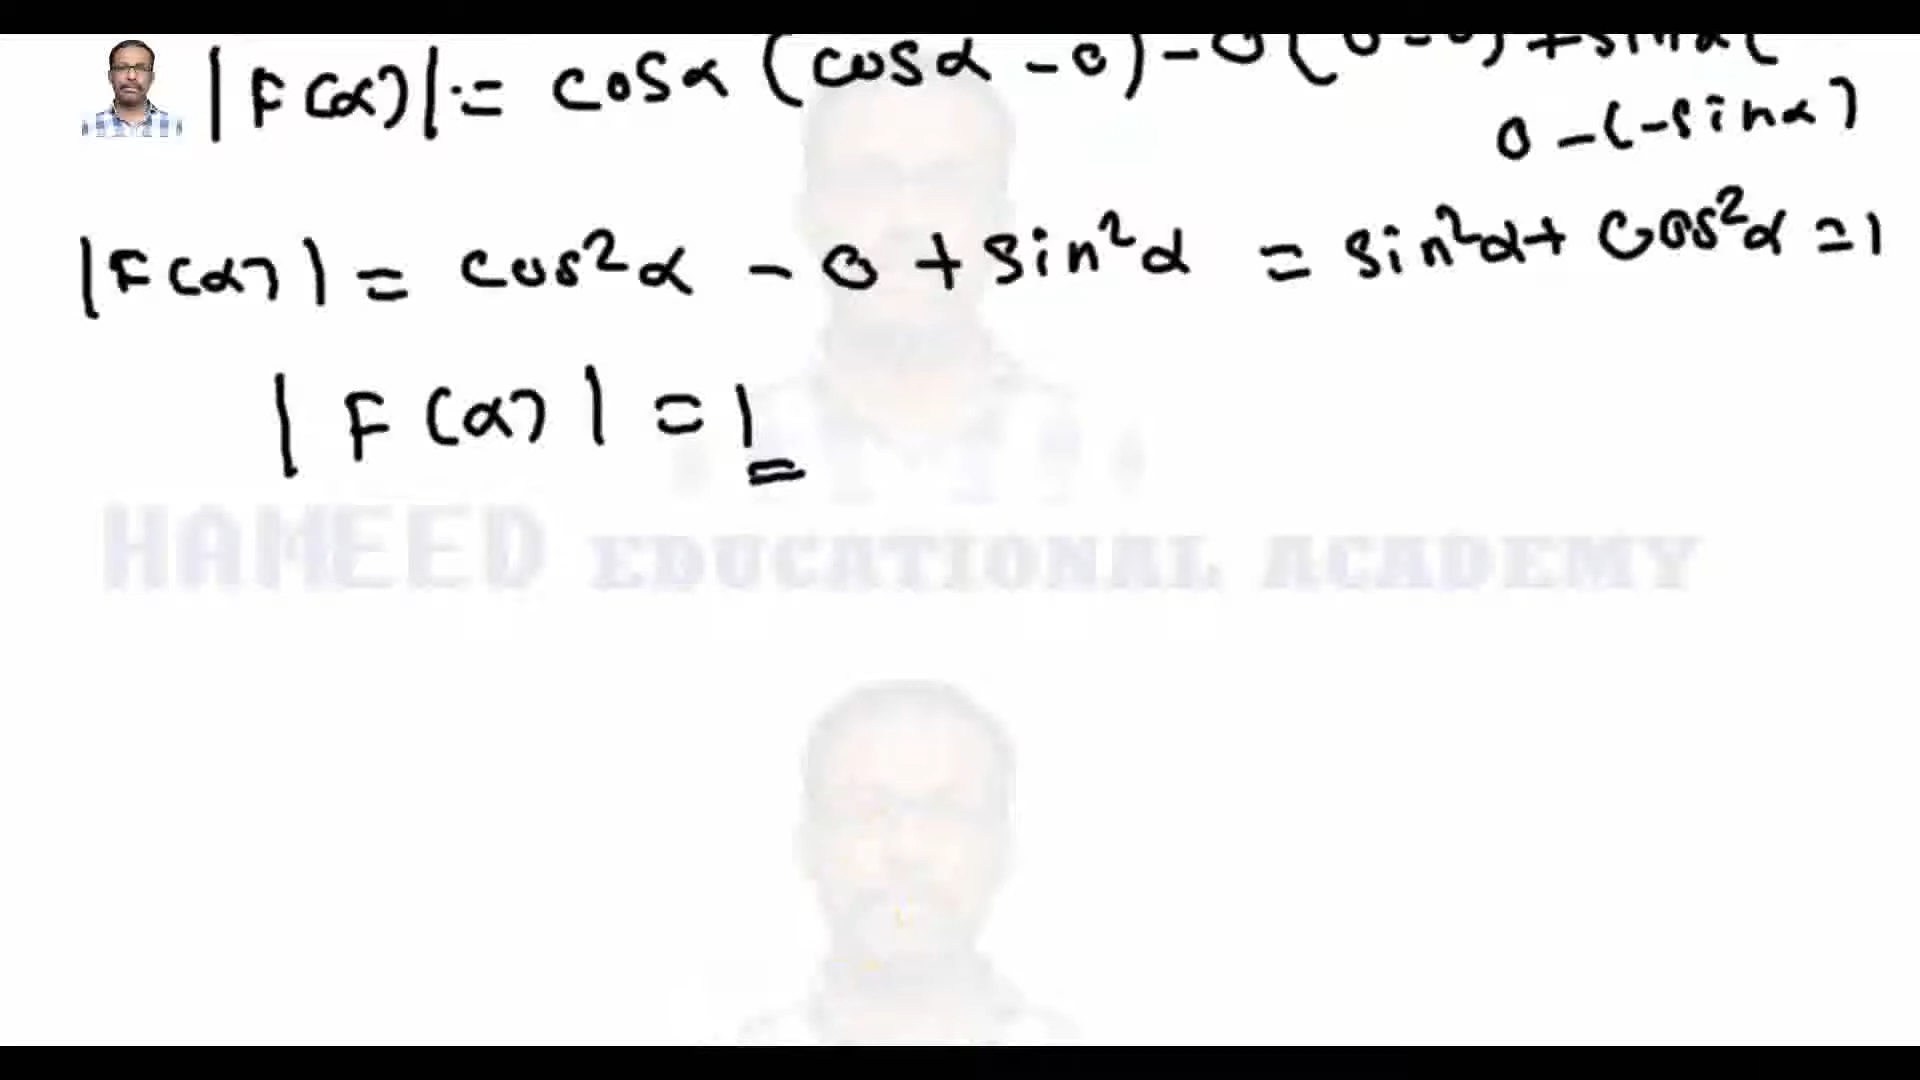 |F(α)| = cosα (cosα - 0) - 0(0-0) + sinα(
0 - (-sinα)
|F(α)| = cos²α - 0 + sin²α = sin²α + cos²α = 1
|F(α)| = 1
HAMEED EDUCATIONAL ACADEMY